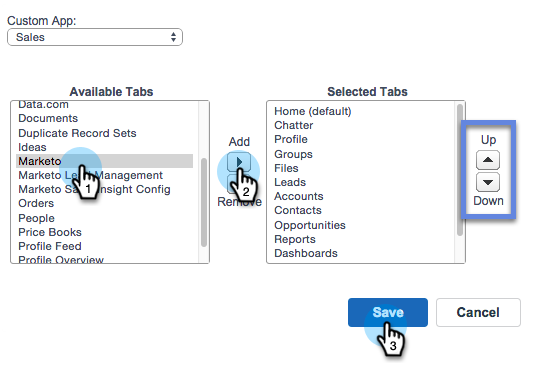 Custom App:
Sales
Available Tabs
Data.com
Documents
Duplicate Record Sets
Ideas
Marketo
Marketo Lead Management
Marketo Sales Insight Config
Orders
People
Price Books
Profile Feed
Profile Overview
Add
2
Remove
1
Selected Tabs
Home (default)
Chatter
Profile
Groups
Files
Leads
Accounts
Contacts
Opportunities
Reports
Dashboards
Up
Down
Save
Cancel
3